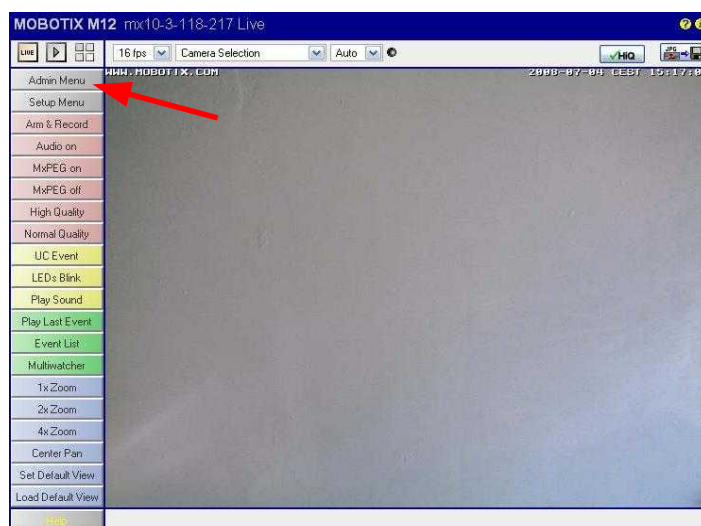 MOBOTIX M12 mx10-3-118-217 Live
LIVE
16 fps Camera Selection Auto HiQ JPG
WWW.MOBOTIX.COM 2008-07-04 CEST 15:17:0
Admin Menu
Setup Menu
Arm & Record
Audio on
MxPEG on
MxPEG off
High Quality
Normal Quality
UC Event
LEDs Blink
Play Sound
Play Last Event
Event List
Multiwatcher
1x Zoom
2x Zoom
4x Zoom
Center Pan
Set Default View
Load Default View
Help